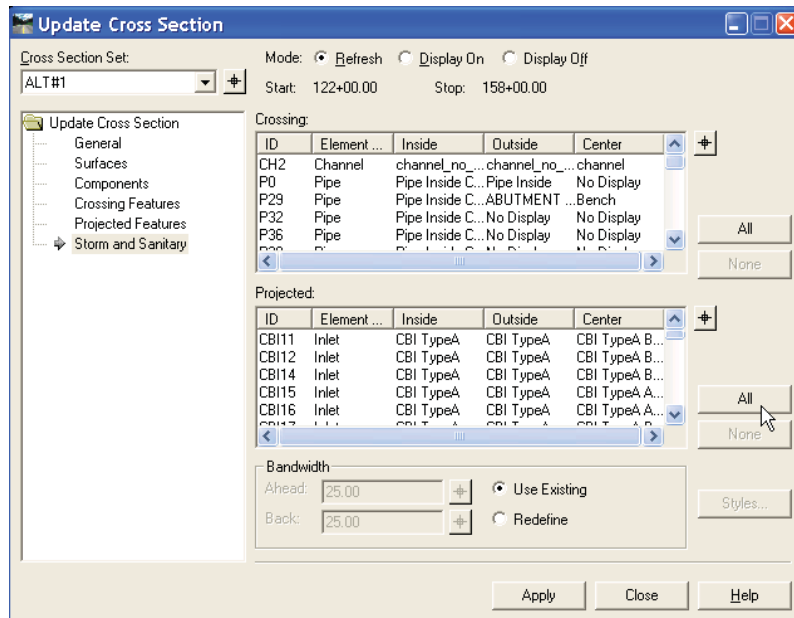 Update Cross Section
Cross Section Set:
ALT#1
Mode: Refresh Display On Display Off
Start: 122+00.00 Stop: 158+00.00
Update Cross Section
General
Surfaces
Components
Crossing Features
Projected Features
Storm and Sanitary
Crossing:
ID Element ... Inside Outside Center
CH2 Channel channel_no_... channel_no_... channel
P0 Pipe Pipe Inside C... Pipe Inside No Display
P29 Pipe Pipe Inside C... ABUTMENT ... Bench
P32 Pipe Pipe Inside C... No Display No Display
P36 Pipe Pipe Inside C... No Display No Display
All
None
Projected:
ID Element ... Inside Outside Center
CBI11 Inlet CBI TypeA CBI TypeA CBI TypeA B...
CBI12 Inlet CBI TypeA CBI TypeA CBI TypeA B...
CBI14 Inlet CBI TypeA CBI TypeA CBI TypeA B...
CBI15 Inlet CBI TypeA CBI TypeA CBI TypeA A...
CBI16 Inlet CBI TypeA CBI TypeA CBI TypeA A...
All
None
Bandwidth
Ahead: 25.00 Use Existing
Back: 25.00 Redefine
Styles...
Apply Close Help